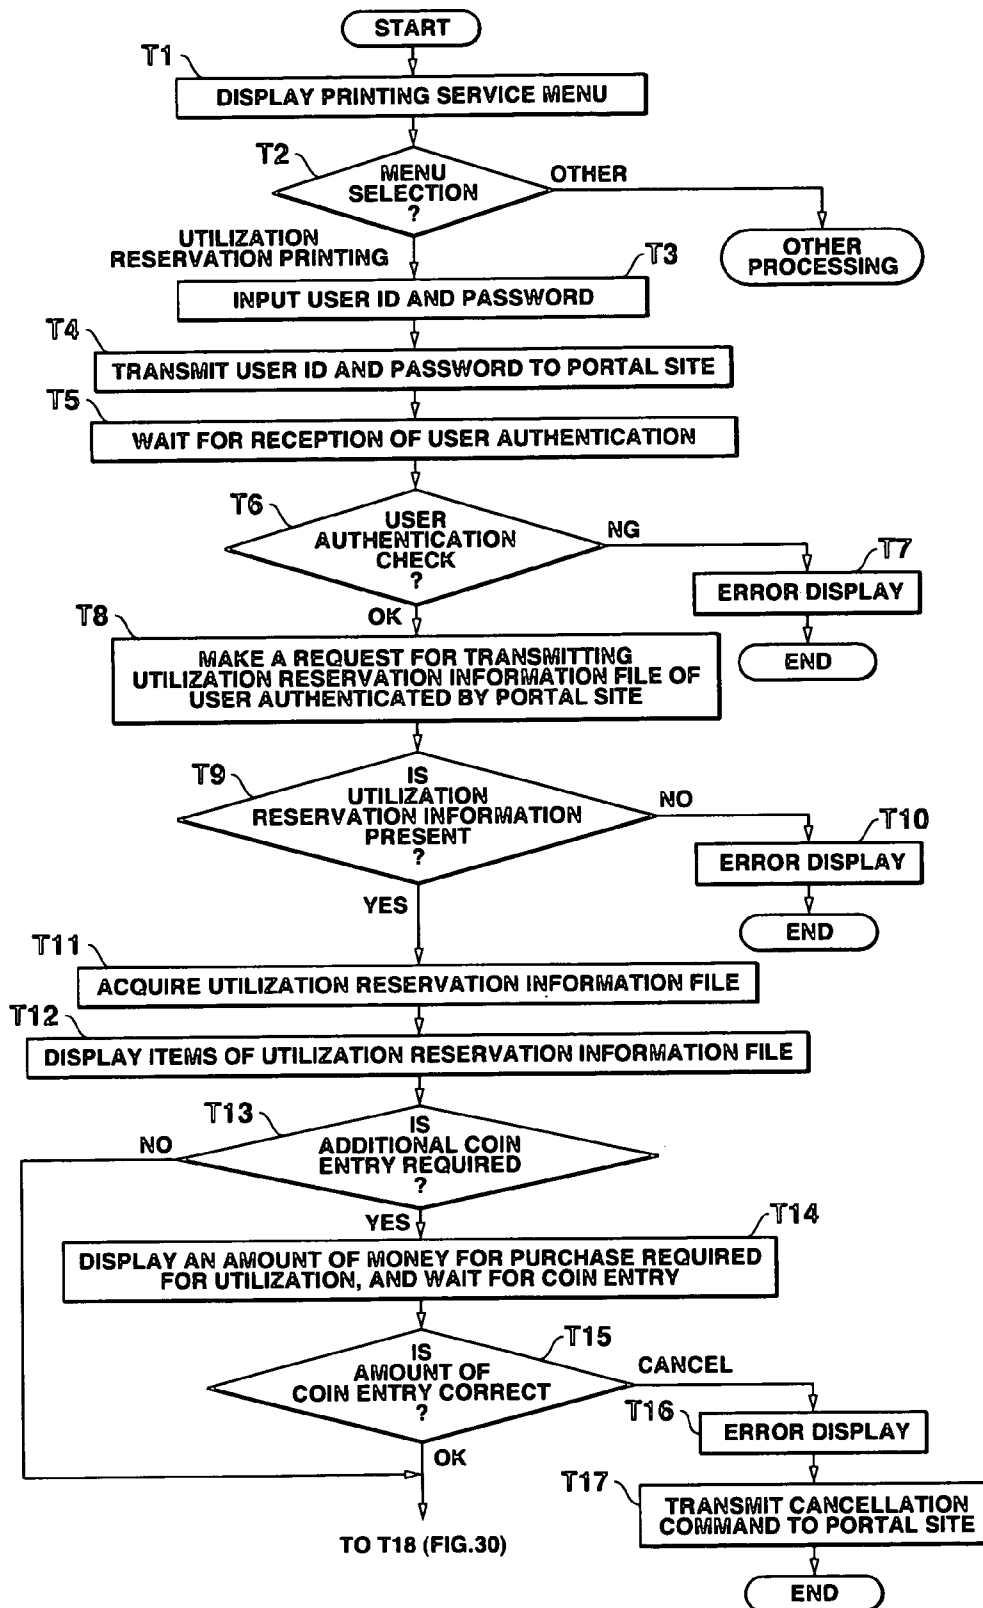 START
T1
DISPLAY PRINTING SERVICE MENU
T2
MENU
SELECTION
?
OTHER
OTHER
PROCESSING
UTILIZATION
RESERVATION PRINTING
T3
INPUT USER ID AND PASSWORD
T4
TRANSMIT USER ID AND PASSWORD TO PORTAL SITE
T5
WAIT FOR RECEPTION OF USER AUTHENTICATION
T6
USER
AUTHENTICATION
CHECK
?
NG
T7
ERROR DISPLAY
END
OK
T8
MAKE A REQUEST FOR TRANSMITTING
UTILIZATION RESERVATION INFORMATION FILE OF
USER AUTHENTICATED BY PORTAL SITE
T9
IS
UTILIZATION
RESERVATION INFORMATION
PRESENT
?
NO
T10
ERROR DISPLAY
END
YES
T11
ACQUIRE UTILIZATION RESERVATION INFORMATION FILE
T12
DISPLAY ITEMS OF UTILIZATION RESERVATION INFORMATION FILE
T13
IS
ADDITIONAL COIN
ENTRY REQUIRED
?
NO
YES
T14
DISPLAY AN AMOUNT OF MONEY FOR PURCHASE REQUIRED
FOR UTILIZATION, AND WAIT FOR COIN ENTRY
T15
IS
AMOUNT OF
COIN ENTRY CORRECT
?
CANCEL
T16
ERROR DISPLAY
OK
T17
TRANSMIT CANCELLATION
COMMAND TO PORTAL SITE
END
TO T18 (FIG.30)